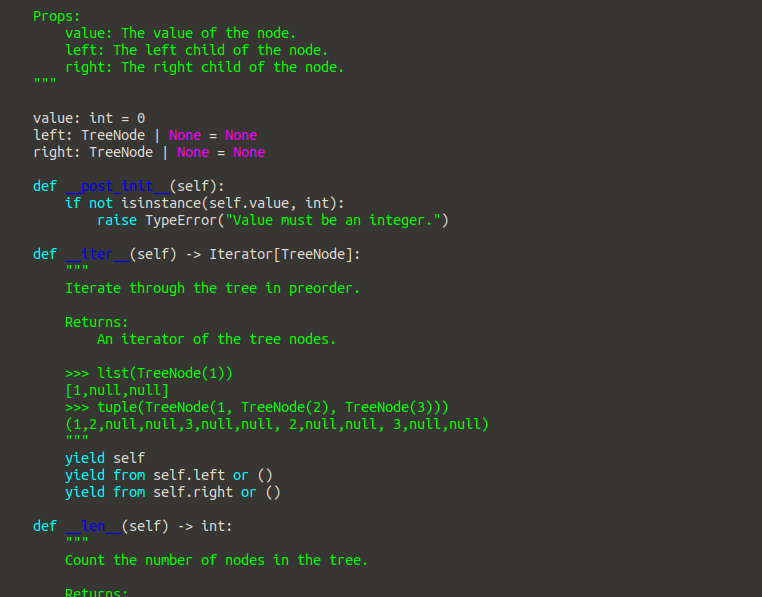 Props:
value: The value of the node.
left: The left child of the node.
right: The right child of the node.
"""
value: int = 0
left: TreeNode | None = None
right: TreeNode | None = None
def __post_init__(self):
if not isinstance(self.value, int):
raise TypeError("Value must be an integer.")
def __iter__(self) -> Iterator[TreeNode]:
"""
Iterate through the tree in preorder.
Returns:
An iterator of the tree nodes.
>>> list(TreeNode(1))
[1,null,null]
>>> tuple(TreeNode(1, TreeNode(2), TreeNode(3)))
(1,2,null,null,3,null,null, 2,null,null, 3,null,null)
"""
yield self
yield from self.left or ()
yield from self.right or ()
def __len__(self) -> int:
"""
Count the number of nodes in the tree.
Returns: